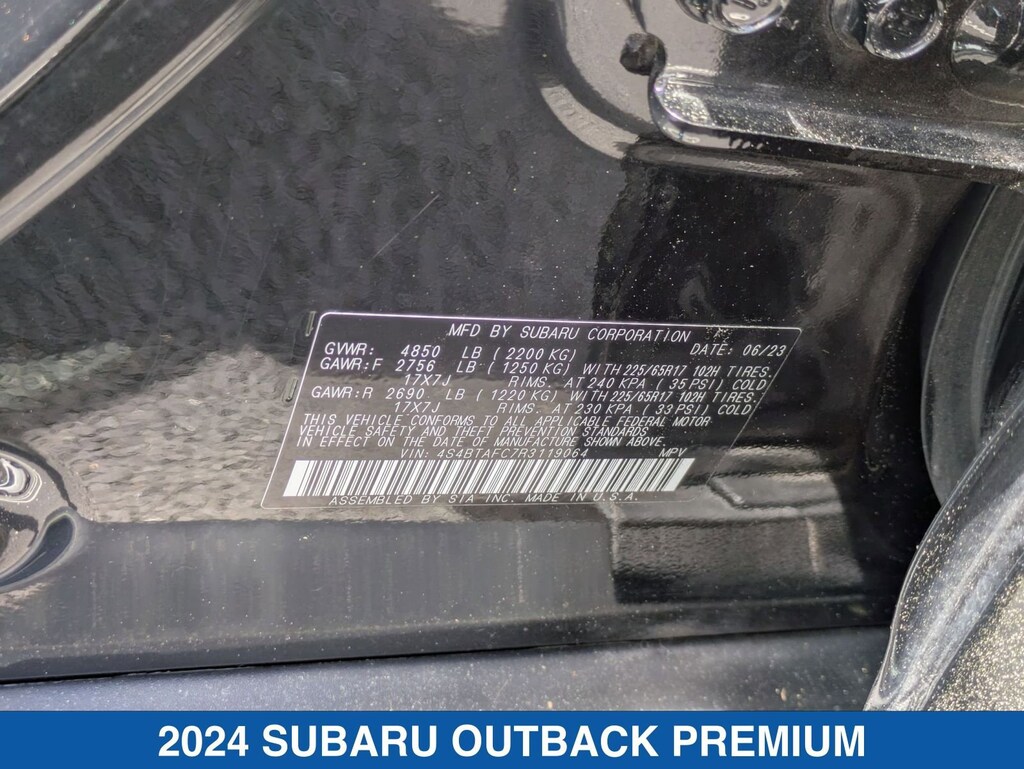 MFD BY SUBARU CORPORATION
GVWR: 4850 LB (2200 KG) DATE: 06/23
GAWR:F 2756 LB (1250 KG) WITH 225/65R17 102H TIRES.
17X7J RIMS. AT 240 KPA (35 PSI) COLD
GAWR:R 2690 LB (1220 KG) WITH 225/65R17 102H TIRES.
17X7J RIMS. AT 230 KPA (33 PSI) COLD
THIS VEHICLE CONFORMS TO ALL APPLICABLE FEDERAL MOTOR
VEHICLE SAFETY AND THEFT PREVENTION STANDARDS
IN EFFECT ON THE DATE OF MANUFACTURE SHOWN ABOVE.
VIN: 4S4BTAFC7R3119064 MPV
ASSEMBLED BY SIA INC. MADE IN U.S.A.
2024 SUBARU OUTBACK PREMIUM